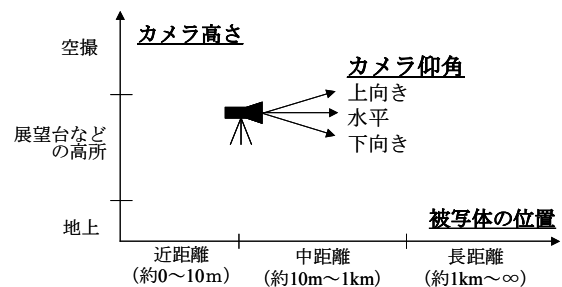 カメラ高さ
空撮
カメラ仰角
上向き
水平
下向き
展望台など
の高所
地上
被写体の位置
近距離
(約0～10m)
中距離
(約10m～1km)
長距離
(約1km～∞)